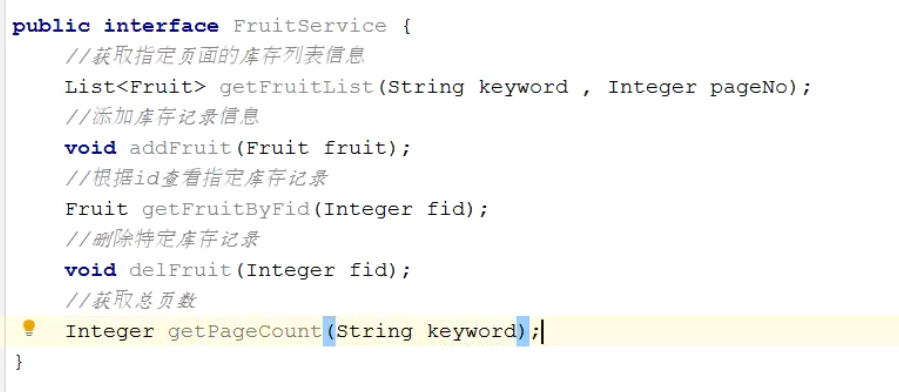 public interface FruitService {
//获取指定页面的库存列表信息
List<Fruit> getFruitList(String keyword , Integer pageNo);
//添加库存记录信息
void addFruit(Fruit fruit);
//根据id查看指定库存记录
Fruit getFruitByFid(Integer fid);
//删除特定库存记录
void delFruit(Integer fid);
//获取总页数
Integer getPageCount(String keyword);
}